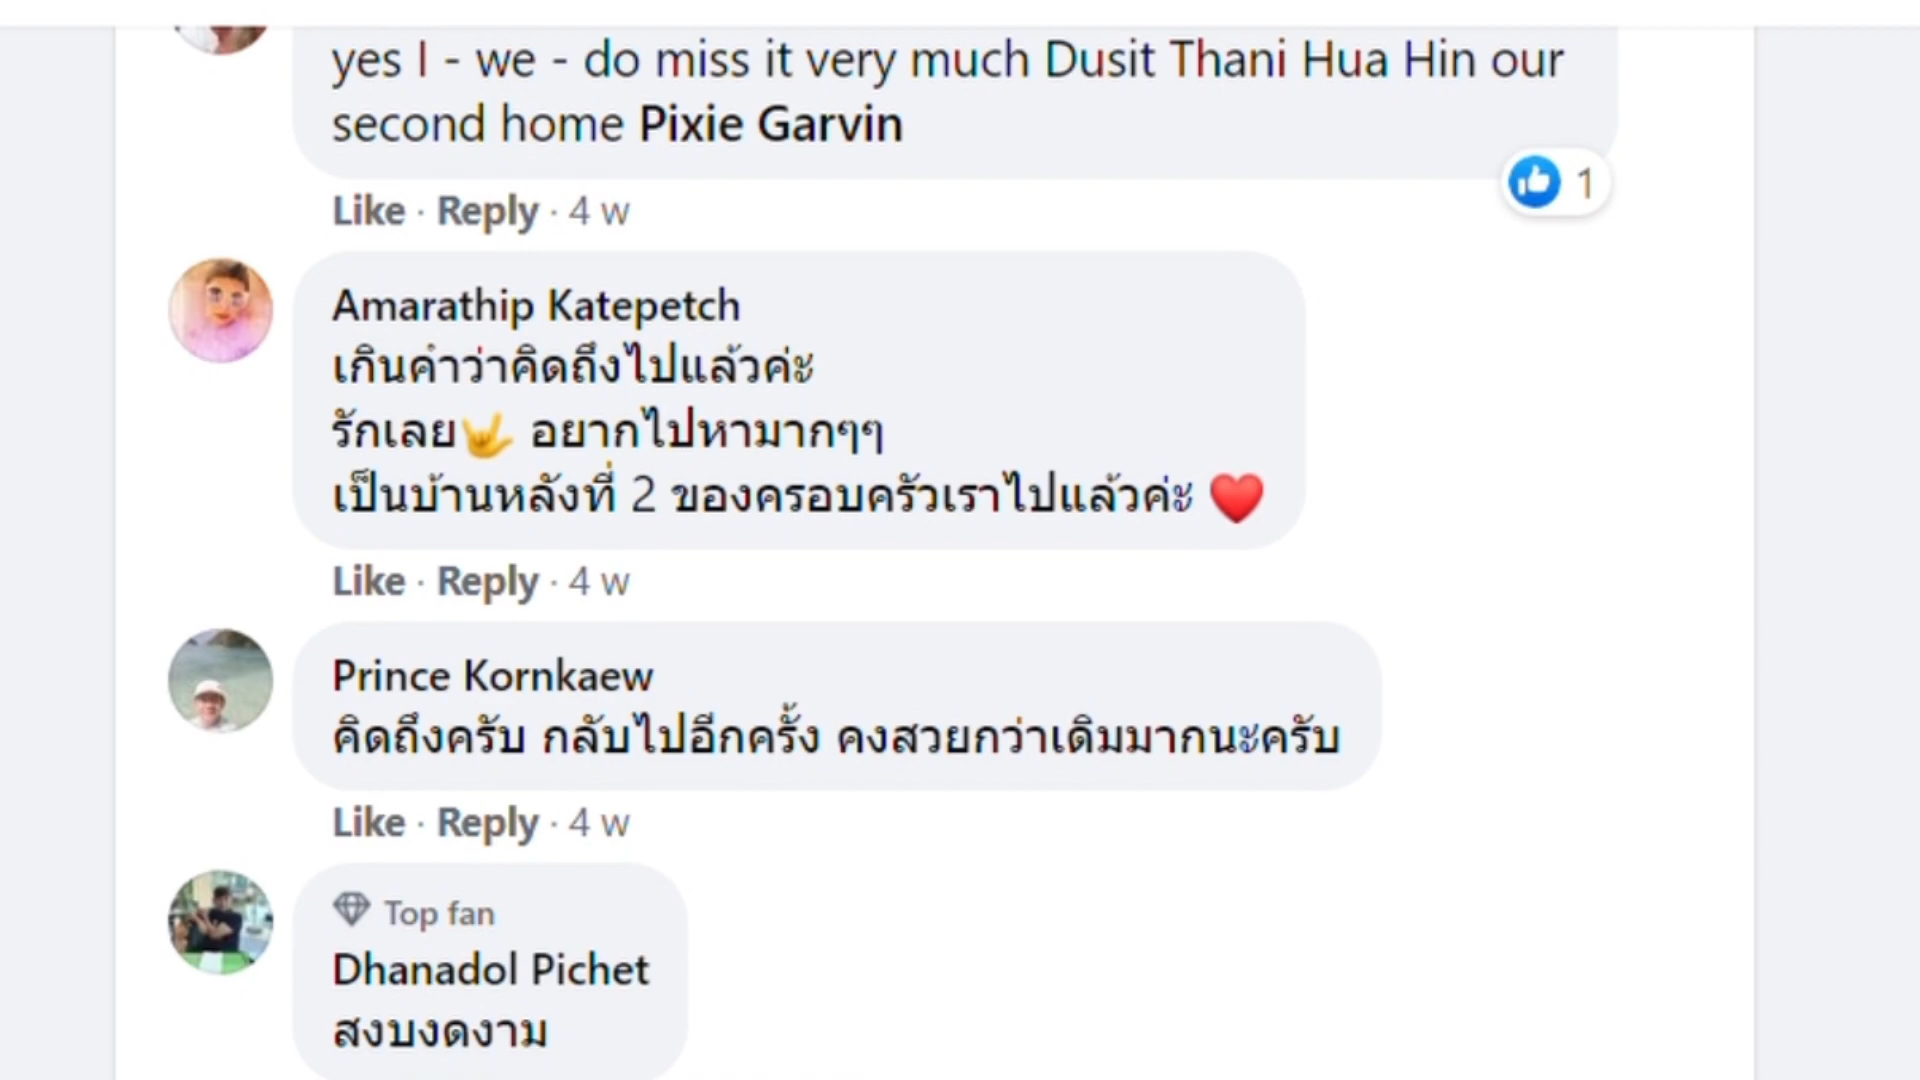 yes I - we - do miss it very much Dusit Thani Hua Hin our
second home Pixie Garvin
1
Like · Reply · 4 w
Amarathip Katepetch
เกินคำว่าคิดถึงไปแล้วค่ะ
รักเลย🤟 อยากไปหามากๆๆ
เป็นบ้านหลังที่ 2 ของครอบครัวเราไปแล้วค่ะ ❤️
Like · Reply · 4 w
Prince Kornkaew
คิดถึงครับ กลับไปอีกครั้ง คงสวยกว่าเดิมมากนะครับ
Like · Reply · 4 w
Top fan
Dhanadol Pichet
สงบงดงาม